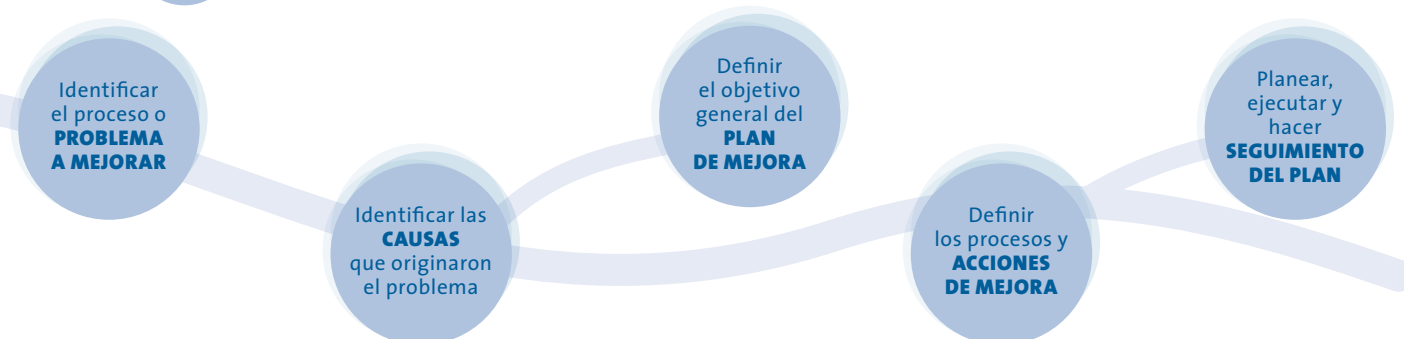 Identificar
el proceso o
PROBLEMA
A MEJORAR
Identificar las
CAUSAS
que originaron
el problema
Definir
el objetivo
general del
PLAN
DE MEJORA
Definir
los procesos y
ACCIONES
DE MEJORA
Planear,
ejecutar y
hacer
SEGUIMIENTO
DEL PLAN